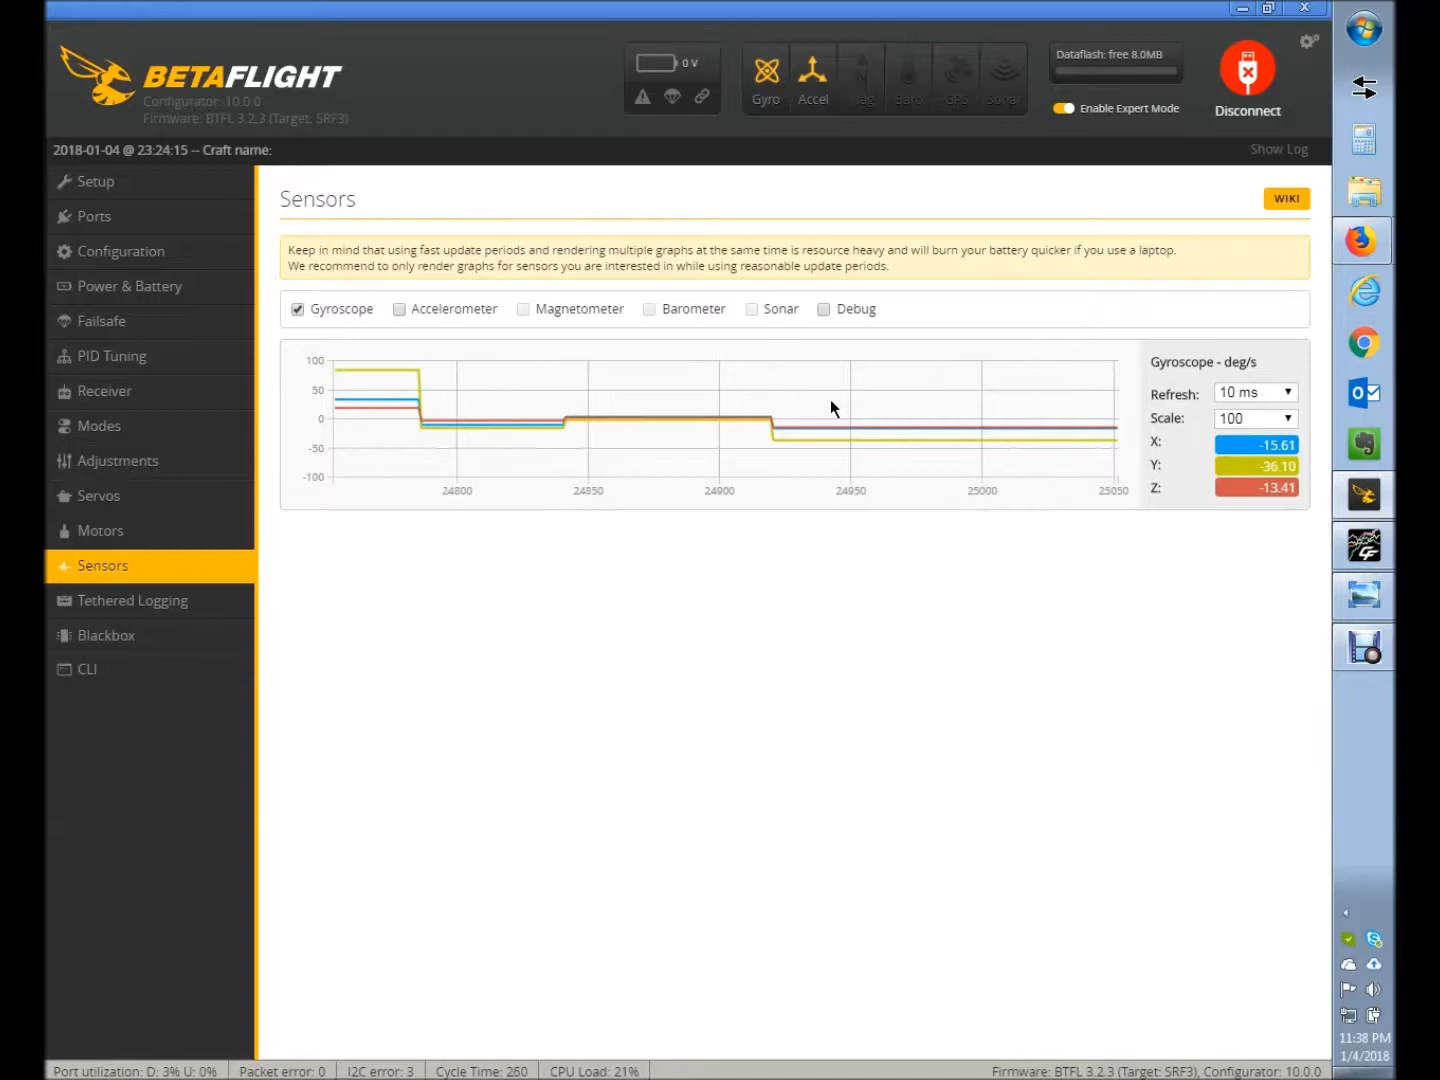 BETAFLIGHT
Configurator: 10.0.0
Firmware: BTFL 3.2.3 (Target: SRF3)
0 V
Gyro
Accel
Mag
Baro
GPS
Sonar
Dataflash: free 8.0MB
Enable Expert Mode
Disconnect
2018-01-04 @ 23:24:15 -- Craft name:
Show Log
Setup
Ports
Configuration
Power & Battery
Failsafe
PID Tuning
Receiver
Modes
Adjustments
Servos
Motors
Sensors
Tethered Logging
Blackbox
CLI
Sensors
WIKI
Keep in mind that using fast update periods and rendering multiple graphs at the same time is resource heavy and will burn your battery quicker if you use a laptop.
We recommend to only render graphs for sensors you are interested in while using reasonable update periods.
Gyroscope Accelerometer Magnetometer Barometer Sonar Debug
100
50
0
-50
-100
24800 24850 24900 24950 25000 25050
Gyroscope - deg/s
Refresh: 10 ms
Scale: 100
X: -15.61
Y: -36.10
Z: -13.41
Port utilization: D: 3% U: 0% Packet error: 0 I2C error: 3 Cycle Time: 260 CPU Load: 21% Firmware: BTFL 3.2.3 (Target: SRF3), Configurator: 10.0.0
11:38 PM
1/4/2018